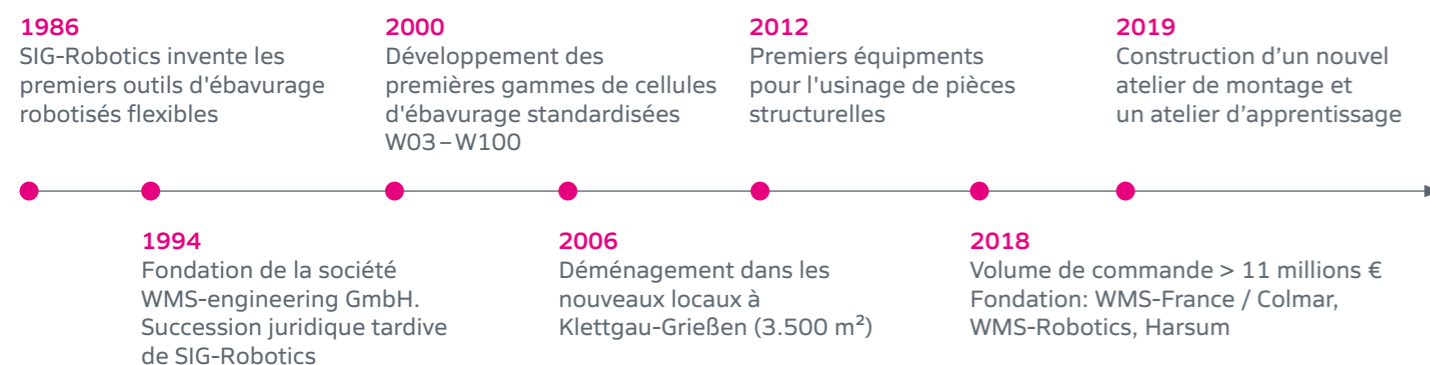 1986
SIG-Robotics invente les
premiers outils d'ébavurage
robotisés flexibles
2000
Développement des
premières gammes de cellules
d'ébavurage standardisées
W03 – W100
2012
Premiers équipments
pour l'usinage de pièces
structurelles
2019
Construction d’un nouvel
atelier de montage et
un atelier d’apprentissage
1994
Fondation de la société
WMS-engineering GmbH.
Succession juridique tardive
de SIG-Robotics
2006
Déménagement dans les
nouveaux locaux à
Klettgau-Grießen (3.500 m²)
2018
Volume de commande > 11 millions €
Fondation: WMS-France / Colmar,
WMS-Robotics, Harsum